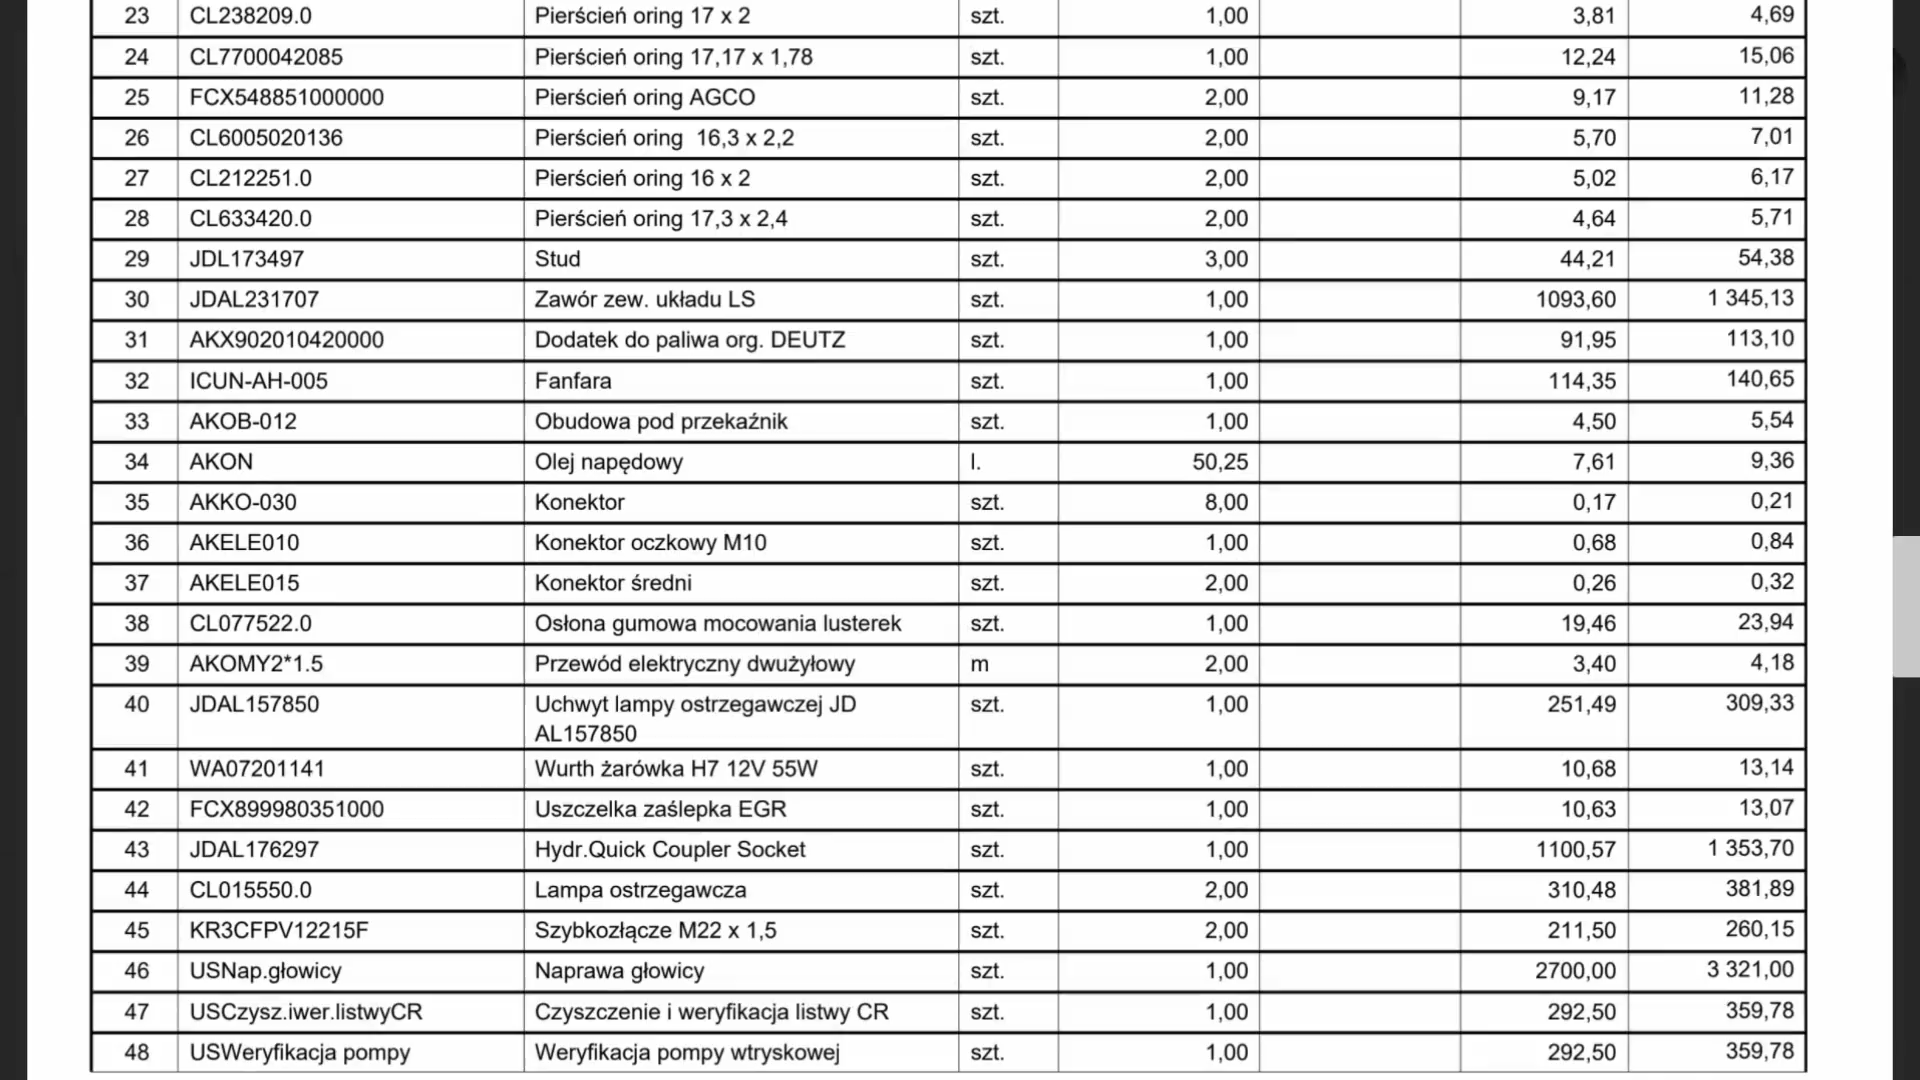 23 CL238209.0 Pierścień oring 17 x 2 szt. 1,00 3,81 4,69
24 CL7700042085 Pierścień oring 17,17 x 1,78 szt. 1,00 12,24 15,06
25 FCX548851000000 Pierścień oring AGCO szt. 2,00 9,17 11,28
26 CL6005020136 Pierścień oring  16,3 x 2,2 szt. 2,00 5,70 7,01
27 CL212251.0 Pierścień oring 16 x 2 szt. 2,00 5,02 6,17
28 CL633420.0 Pierścień oring 17,3 x 2,4 szt. 2,00 4,64 5,71
29 JDL173497 Stud szt. 3,00 44,21 54,38
30 JDAL231707 Zawór zew. układu LS szt. 1,00 1093,60 1 345,13
31 AKX902010420000 Dodatek do paliwa org. DEUTZ szt. 1,00 91,95 113,10
32 ICUN-AH-005 Fanfara szt. 1,00 114,35 140,65
33 AKOB-012 Obudowa pod przekaźnik szt. 1,00 4,50 5,54
34 AKON Olej napędowy l. 50,25 7,61 9,36
35 AKKO-030 Konektor szt. 8,00 0,17 0,21
36 AKELE010 Konektor oczkowy M10 szt. 1,00 0,68 0,84
37 AKELE015 Konektor średni szt. 2,00 0,26 0,32
38 CL077522.0 Osłona gumowa mocowania lusterek szt. 1,00 19,46 23,94
39 AKOMY2*1.5 Przewód elektryczny dwużyłowy m 2,00 3,40 4,18
40 JDAL157850 Uchwyt lampy ostrzegawczej JD szt. 1,00 251,49 309,33
AL157850
41 WA07201141 Wurth żarówka H7 12V 55W szt. 1,00 10,68 13,14
42 FCX899980351000 Uszczelka zaślepka EGR szt. 1,00 10,63 13,07
43 JDAL176297 Hydr.Quick Coupler Socket szt. 1,00 1100,57 1 353,70
44 CL015550.0 Lampa ostrzegawcza szt. 2,00 310,48 381,89
45 KR3CFPV12215F Szybkozłącze M22 x 1,5 szt. 2,00 211,50 260,15
46 USNap.głowicy Naprawa głowicy szt. 1,00 2700,00 3 321,00
47 USCzysz.iwer.listwyCR Czyszczenie i weryfikacja listwy CR szt. 1,00 292,50 359,78
48 USWeryfikacja pompy Weryfikacja pompy wtryskowej szt. 1,00 292,50 359,78